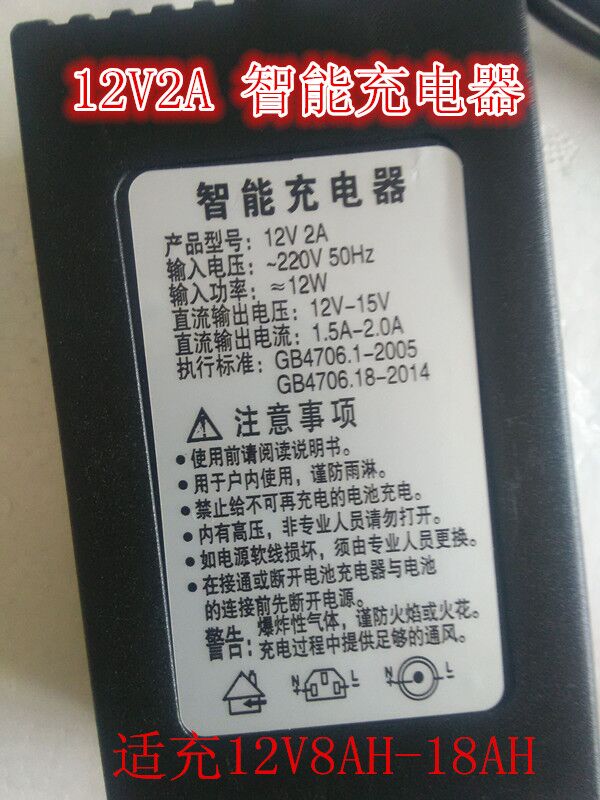 12V2A 智能充电器
智能充电器
产品型号: 12V 2A
输入电压: ~220V 50Hz
输入功率: ≈12W
直流输出电压: 12V-15V
直流输出电流: 1.5A-2.0A
执行标准: GB4706.1-2005
GB4706.18-2014
注意事项
•使用前请阅读说明书。
•用于户内使用，谨防雨淋。
•禁止给不可再充电的电池充电。
•内有高压，非专业人员请勿打开。
•如电源软线损坏，须由专业人员更换。
•在接通或断开电池充电器与电池
的连接前先断开电源。
警告: 爆炸性气体，谨防火焰或火花。
充电过程中提供足够的通风。
N L N L
适充12V8AH-18AH